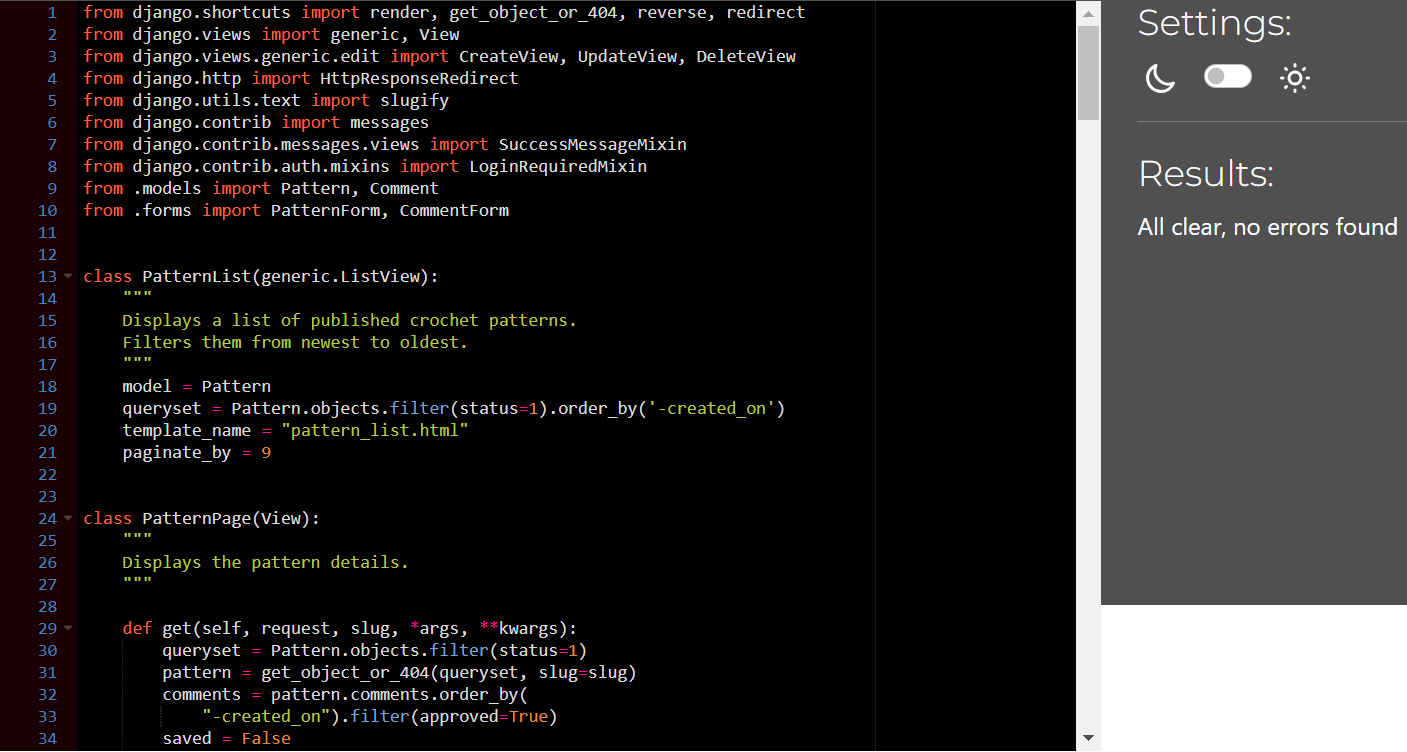 1 from django.shortcuts import render, get_object_or_404, reverse, redirect
2 from django.views import generic, View
3 from django.views.generic.edit import CreateView, UpdateView, DeleteView
4 from django.http import HttpResponseRedirect
5 from django.utils.text import slugify
6 from django.contrib import messages
7 from django.contrib.messages.views import SuccessMessageMixin
8 from django.contrib.auth.mixins import LoginRequiredMixin
9 from .models import Pattern, Comment
10 from .forms import PatternForm, CommentForm
11
12
13 class PatternList(generic.ListView):
14     """
15     Displays a list of published crochet patterns.
16     Filters them from newest to oldest.
17     """
18     model = Pattern
19     queryset = Pattern.objects.filter(status=1).order_by('-created_on')
20     template_name = "pattern_list.html"
21     paginate_by = 9
22
23
24 class PatternPage(View):
25     """
26     Displays the pattern details.
27     """
28
29     def get(self, request, slug, *args, **kwargs):
30         queryset = Pattern.objects.filter(status=1)
31         pattern = get_object_or_404(queryset, slug=slug)
32         comments = pattern.comments.order_by(
33             "-created_on").filter(approved=True)
34         saved = False
Settings:
Results:
All clear, no errors found